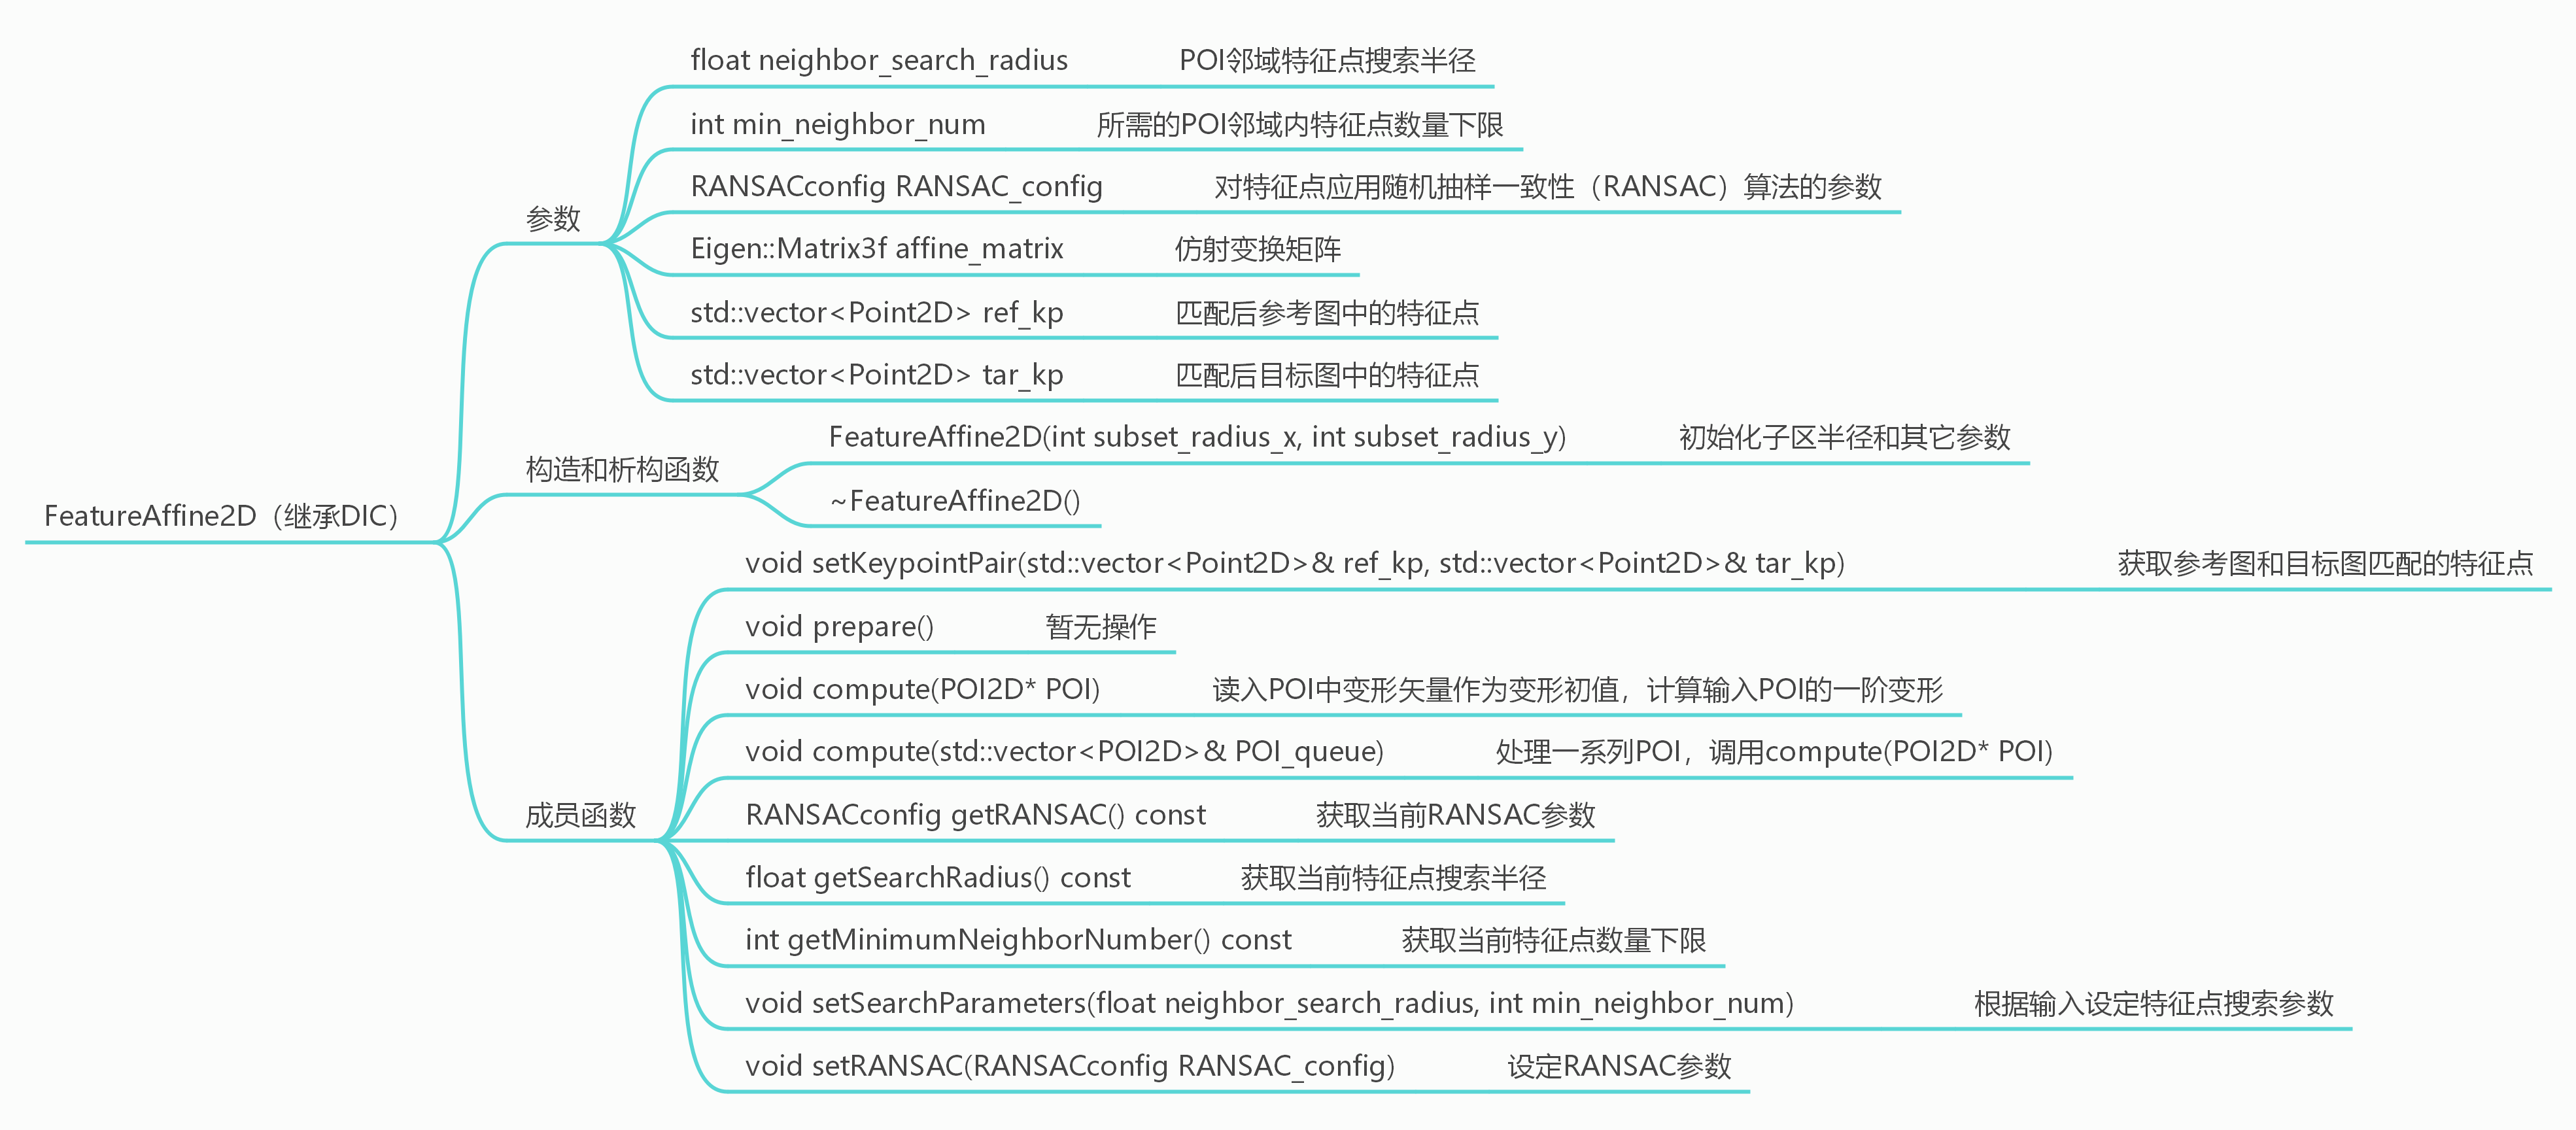 float neighbor_search_radius POI邻域特征点搜索半径
int min_neighbor_num 所需的POI邻域内特征点数量下限
RANSACconfig RANSAC_config 对特征点应用随机抽样一致性（RANSAC）算法的参数
参数
Eigen::Matrix3f affine_matrix 仿射变换矩阵
std::vector<Point2D> ref_kp 匹配后参考图中的特征点
std::vector<Point2D> tar_kp 匹配后目标图中的特征点
FeatureAffine2D(int subset_radius_x, int subset_radius_y) 初始化子区半径和其它参数
构造和析构函数
~FeatureAffine2D()
FeatureAffine2D（继承DIC）
void setKeypointPair(std::vector<Point2D>& ref_kp, std::vector<Point2D>& tar_kp) 获取参考图和目标图匹配的特征点
void prepare() 暂无操作
void compute(POI2D* POI) 读入POI中变形矢量作为变形初值，计算输入POI的一阶变形
void compute(std::vector<POI2D>& POI_queue) 处理一系列POI，调用compute(POI2D* POI)
成员函数
RANSACconfig getRANSAC() const 获取当前RANSAC参数
float getSearchRadius() const 获取当前特征点搜索半径
int getMinimumNeighborNumber() const 获取当前特征点数量下限
void setSearchParameters(float neighbor_search_radius, int min_neighbor_num) 根据输入设定特征点搜索参数
void setRANSAC(RANSACconfig RANSAC_config) 设定RANSAC参数